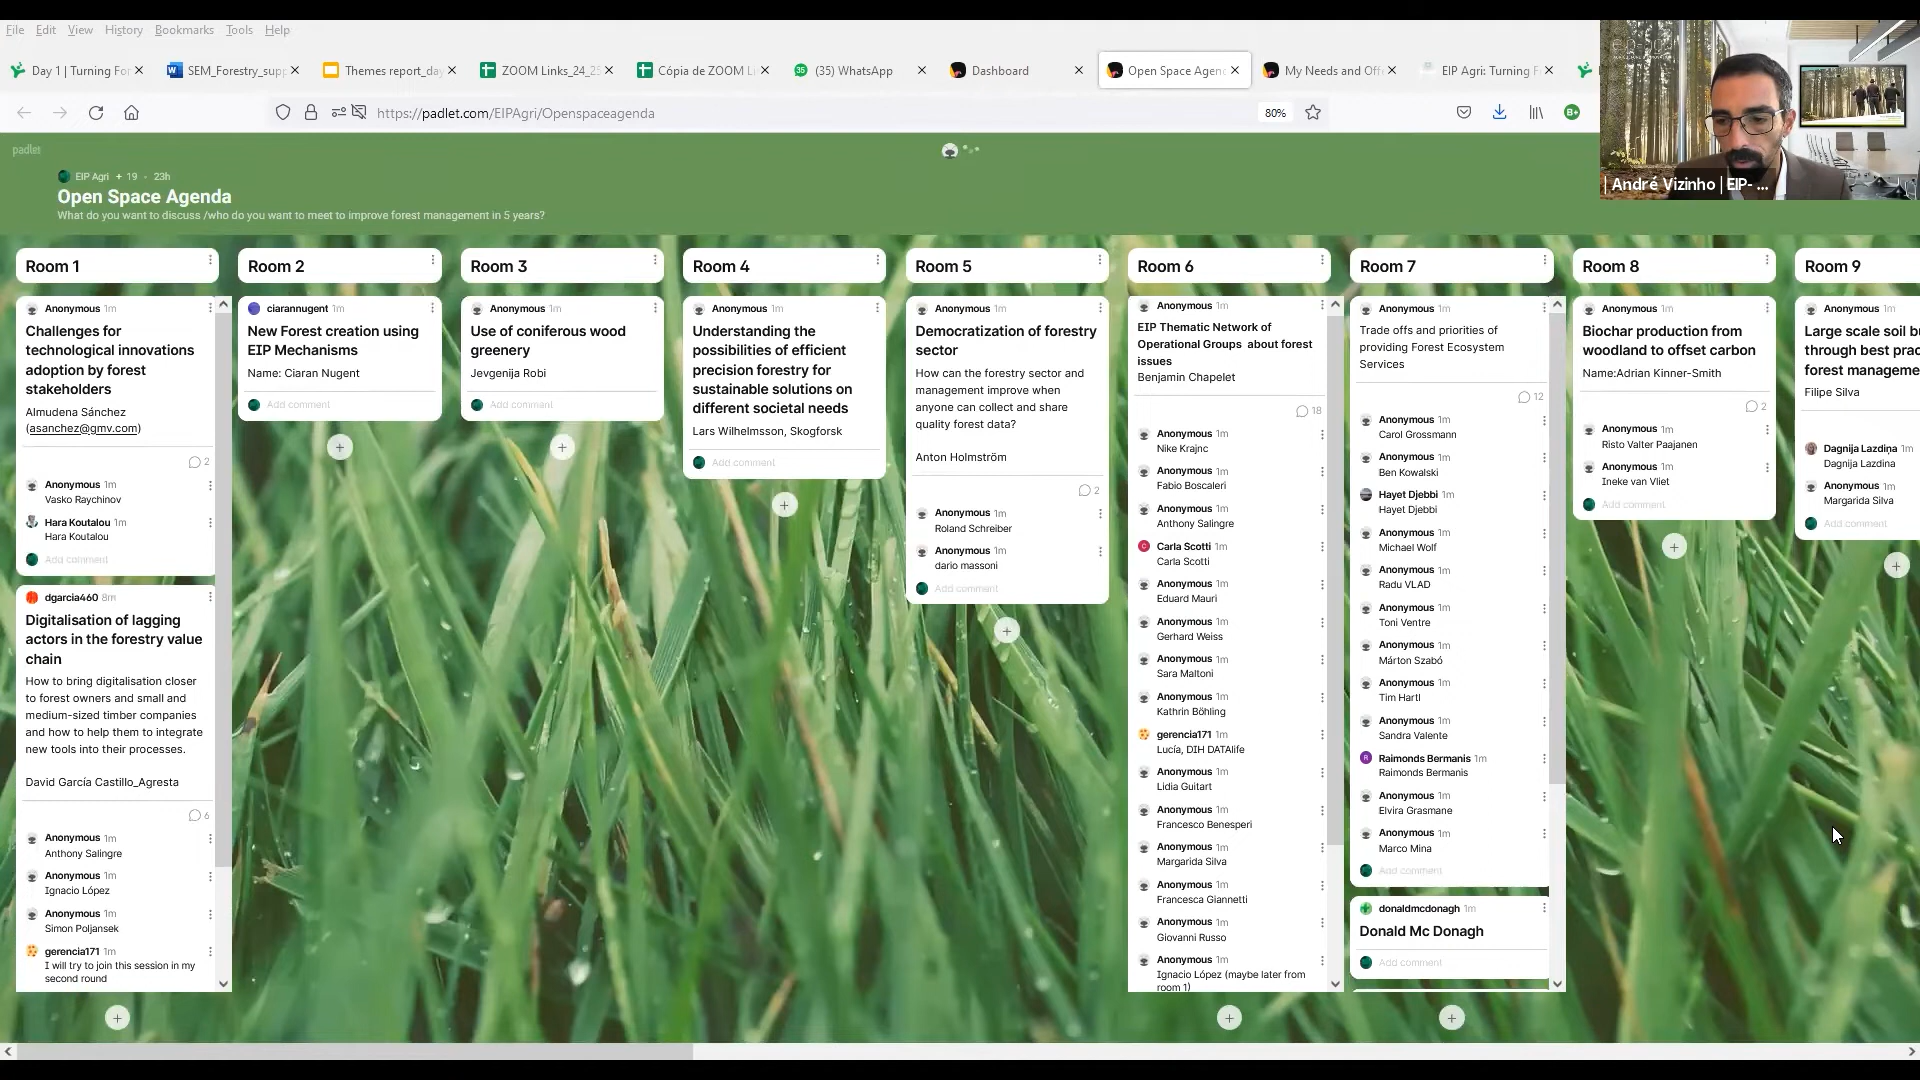 File Edit View History Bookmarks Tools Help
Day 1 | Turning For
SEM_Forestry_supp
Themes report_day
ZOOM Links_24_25
Cópia de ZOOM Li
(35) WhatsApp
Dashboard
Open Space Agend
My Needs and Offe
EIP Agri: Turning F
https://padlet.com/EIPAgri/Openspaceagenda
80%
André Vizinho | EIP- ...
padlet
EIP Agri + 19 · 23h
Open Space Agenda
What do you want to discuss /who do you want to meet to improve forest management in 5 years?
Room 1
Anonymous 1m
Challenges for
technological innovations
adoption by forest
stakeholders
Almudena Sánchez
(asanchez@gmv.com)
2
Anonymous 1m
Vasko Raychinov
Hara Koutalou 1m
Hara Koutalou
Add comment
dgarcia460 8m
Digitalisation of lagging
actors in the forestry value
chain
How to bring digitalisation closer
to forest owners and small and
medium-sized timber companies
and how to help them to integrate
new tools into their processes.
David García Castillo_Agresta
6
Anonymous 1m
Anthony Salingre
Anonymous 1m
Ignacio López
Anonymous 1m
Simon Poljansek
gerencia171 1m
I will try to join this session in my
second round
Room 2
ciarannugent 1m
New Forest creation using
EIP Mechanisms
Name: Ciaran Nugent
Add comment
Room 3
Anonymous 1m
Use of coniferous wood
greenery
Jevgenija Robi
Add comment
Room 4
Anonymous 1m
Understanding the
possibilities of efficient
precision forestry for
sustainable solutions on
different societal needs
Lars Wilhelmsson, Skogforsk
Add comment
Room 5
Anonymous 1m
Democratization of forestry
sector
How can the forestry sector and
management improve when
anyone can collect and share
quality forest data?
Anton Holmström
2
Anonymous 1m
Roland Schreiber
Anonymous 1m
dario massoni
Add comment
Room 6
Anonymous 1m
EIP Thematic Network of
Operational Groups about forest
issues
Benjamin Chapelet
18
Anonymous 1m
Nike Krajnc
Anonymous 1m
Fabio Boscaleri
Anonymous 1m
Anthony Salingre
Carla Scotti 1m
Carla Scotti
Anonymous 1m
Eduard Mauri
Anonymous 1m
Gerhard Weiss
Anonymous 1m
Sara Maltoni
Anonymous 1m
Kathrin Böhling
gerencia171 1m
Lucía, DIH DATAlife
Anonymous 1m
Lidia Guitart
Anonymous 1m
Francesco Benesperi
Anonymous 1m
Margarida Silva
Anonymous 1m
Francesca Giannetti
Anonymous 1m
Giovanni Russo
Anonymous 1m
Ignacio López (maybe later from
room 1)
Room 7
Anonymous 1m
Trade offs and priorities of
providing Forest Ecosystem
Services
12
Anonymous 1m
Carol Grossmann
Anonymous 1m
Ben Kowalski
Hayet Djebbi 1m
Hayet Djebbi
Anonymous 1m
Michael Wolf
Anonymous 1m
Radu VLAD
Anonymous 1m
Toni Ventre
Anonymous 1m
Márton Szabó
Anonymous 1m
Tim Hartl
Anonymous 1m
Sandra Valente
Raimonds Bermanis 1m
Raimonds Bermanis
Anonymous 1m
Elvira Grasmane
Anonymous 1m
Marco Mina
Add comment
donaldmcdonagh 1m
Donald Mc Donagh
Add comment
Room 8
Anonymous 1m
Biochar production from
woodland to offset carbon
Name:Adrian Kinner-Smith
2
Anonymous 1m
Risto Valter Paajanen
Anonymous 1m
Ineke van Vliet
Add comment
Room 9
Anonymous 1m
Large scale soil bu
through best prac
forest manageme
Filipe Silva
Dagnija Lazdiņa 1m
Dagnija Lazdina
Anonymous 1m
Margarida Silva
Add comment